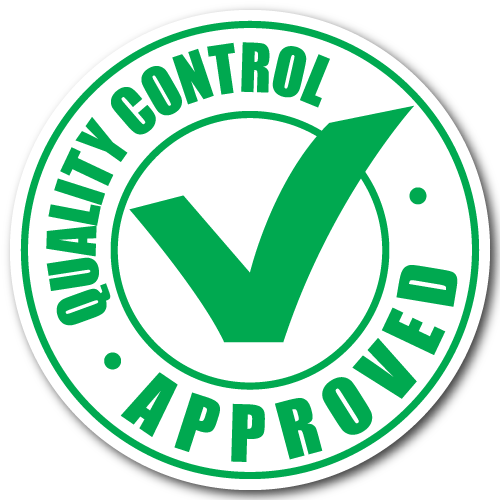 QUALITY CONTROL
• APPROVED •